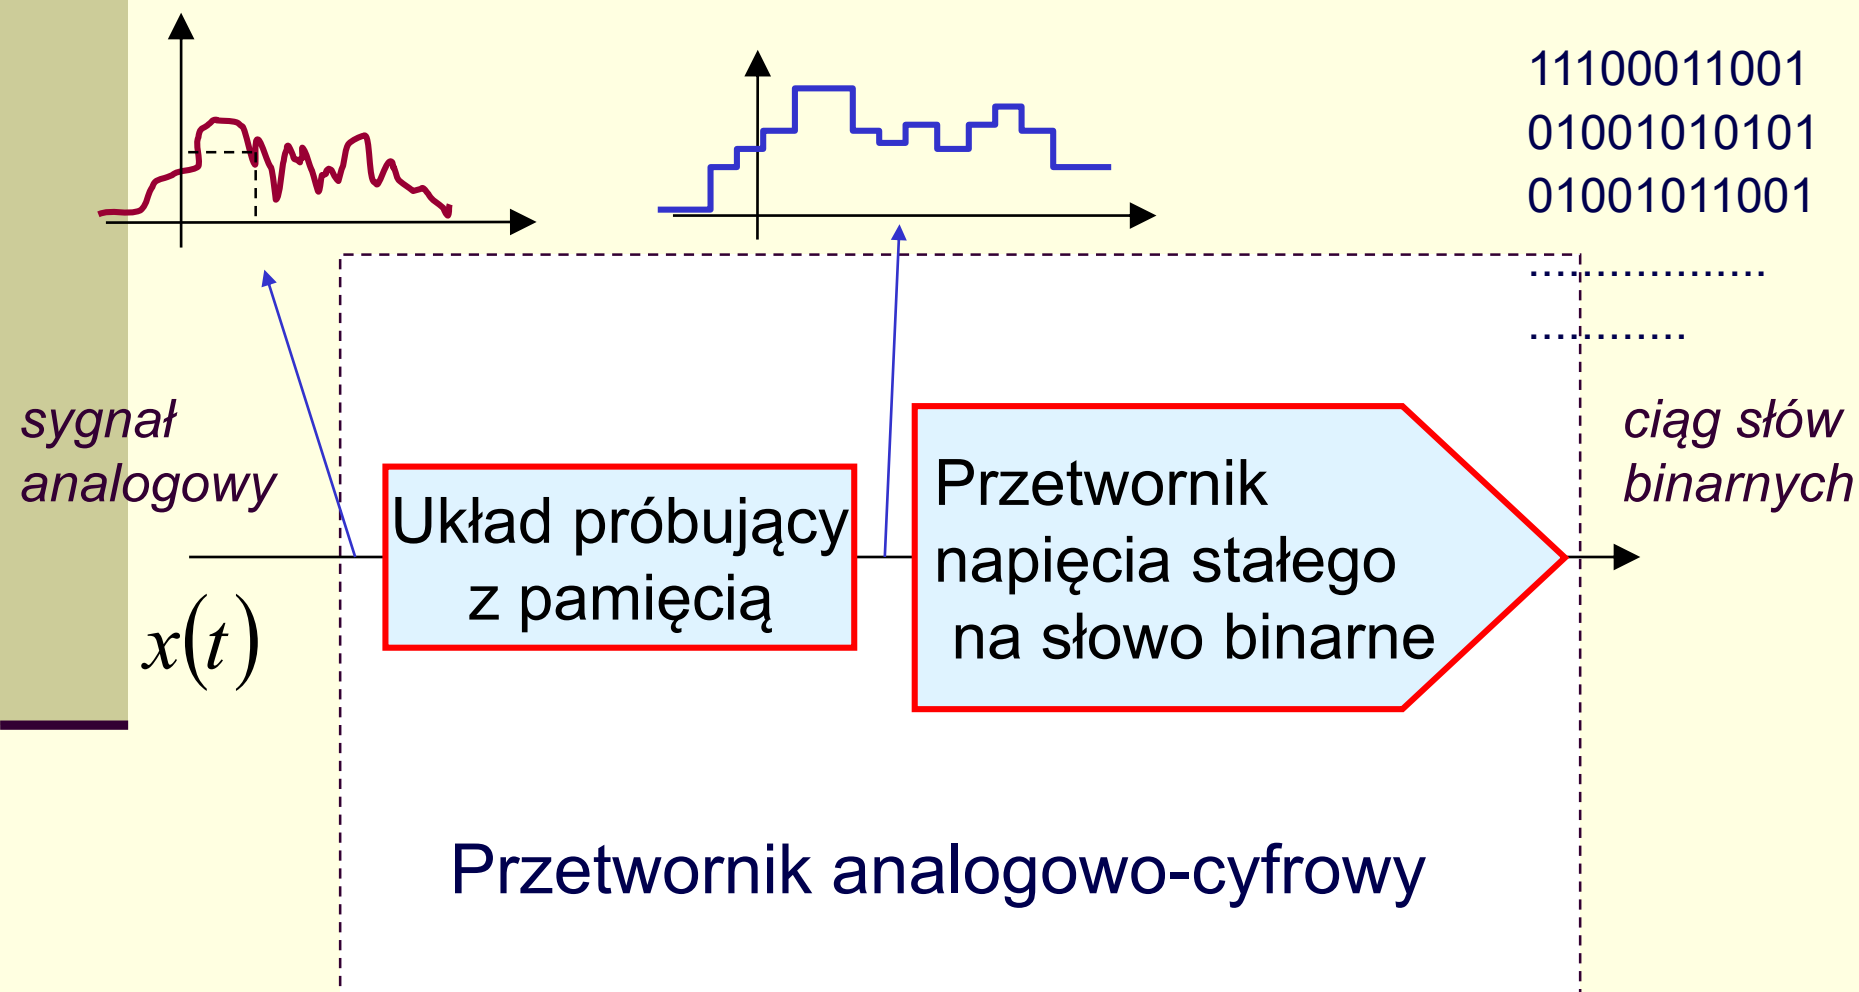 11100011001
01001010101
01001011001
..................
............
sygnał
analogowy
x(t)
Układ próbujący
z pamięcią
Przetwornik
napięcia stałego
na słowo binarne
ciąg słów
binarnych
Przetwornik analogowo-cyfrowy